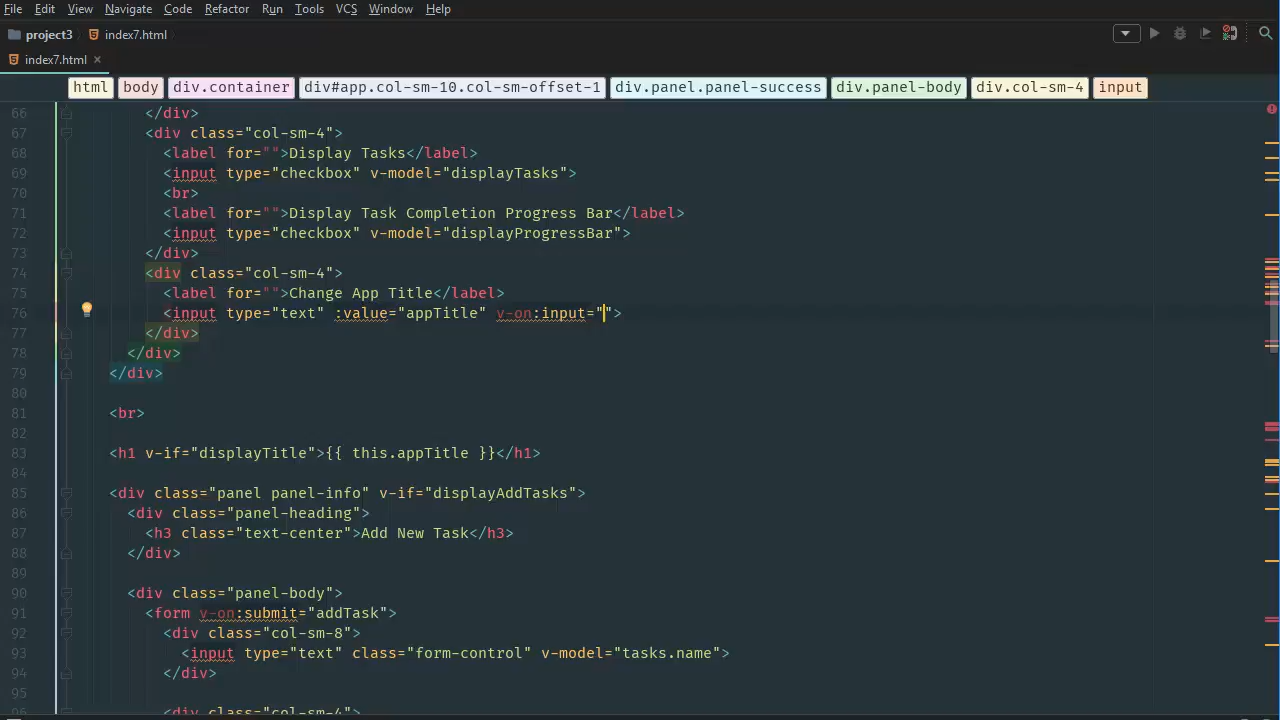 File Edit View Navigate Code Refactor Run Tools VCS Window Help
project3 index7.html
index7.html ×
html body div.container div#app.col-sm-10.col-sm-offset-1 div.panel.panel-success div.panel-body div.col-sm-4 input
66 </div>
67 <div class="col-sm-4">
68 <label for="">Display Tasks</label>
69 <input type="checkbox" v-model="displayTasks">
70 <br>
71 <label for="">Display Task Completion Progress Bar</label>
72 <input type="checkbox" v-model="displayProgressBar">
73 </div>
74 <div class="col-sm-4">
75 <label for="">Change App Title</label>
76 <input type="text" :value="appTitle" v-on:input="">
77 </div>
78 </div>
79 </div>
80
81 <br>
82
83 <h1 v-if="displayTitle">{{ this.appTitle }}</h1>
84
85 <div class="panel panel-info" v-if="displayAddTasks">
86 <div class="panel-heading">
87 <h3 class="text-center">Add New Task</h3>
88 </div>
89
90 <div class="panel-body">
91 <form v-on:submit="addTask">
92 <div class="col-sm-8">
93 <input type="text" class="form-control" v-model="tasks.name">
94 </div>
95
96 <div class="col-sm-4">